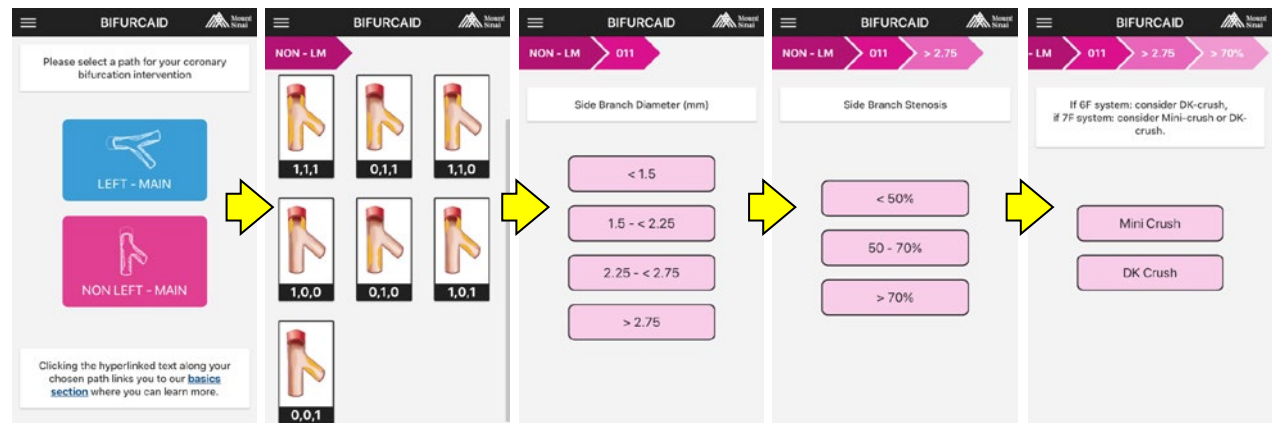 BIFURCAID
Mount
Sinai
Please select a path for your coronary
bifurcation intervention
LEFT - MAIN
NON LEFT - MAIN
Clicking the hyperlinked text along your
chosen path links you to our basics
section where you can learn more.
BIFURCAID
Mount
Sinai
NON - LM
1,1,1
0,1,1
1,1,0
1,0,0
0,1,0
1,0,1
0,0,1
BIFURCAID
Mount
Sinai
NON - LM
011
Side Branch Diameter (mm)
< 1.5
1.5 - < 2.25
2.25 - < 2.75
> 2.75
BIFURCAID
Mount
Sinai
NON - LM
011
> 2.75
Side Branch Stenosis
< 50%
50 - 70%
> 70%
BIFURCAID
Mount
Sinai
- LM
011
> 2.75
> 70%
If 6F system: consider DK-crush,
if 7F system: consider Mini-crush or DK-
crush.
Mini Crush
DK Crush